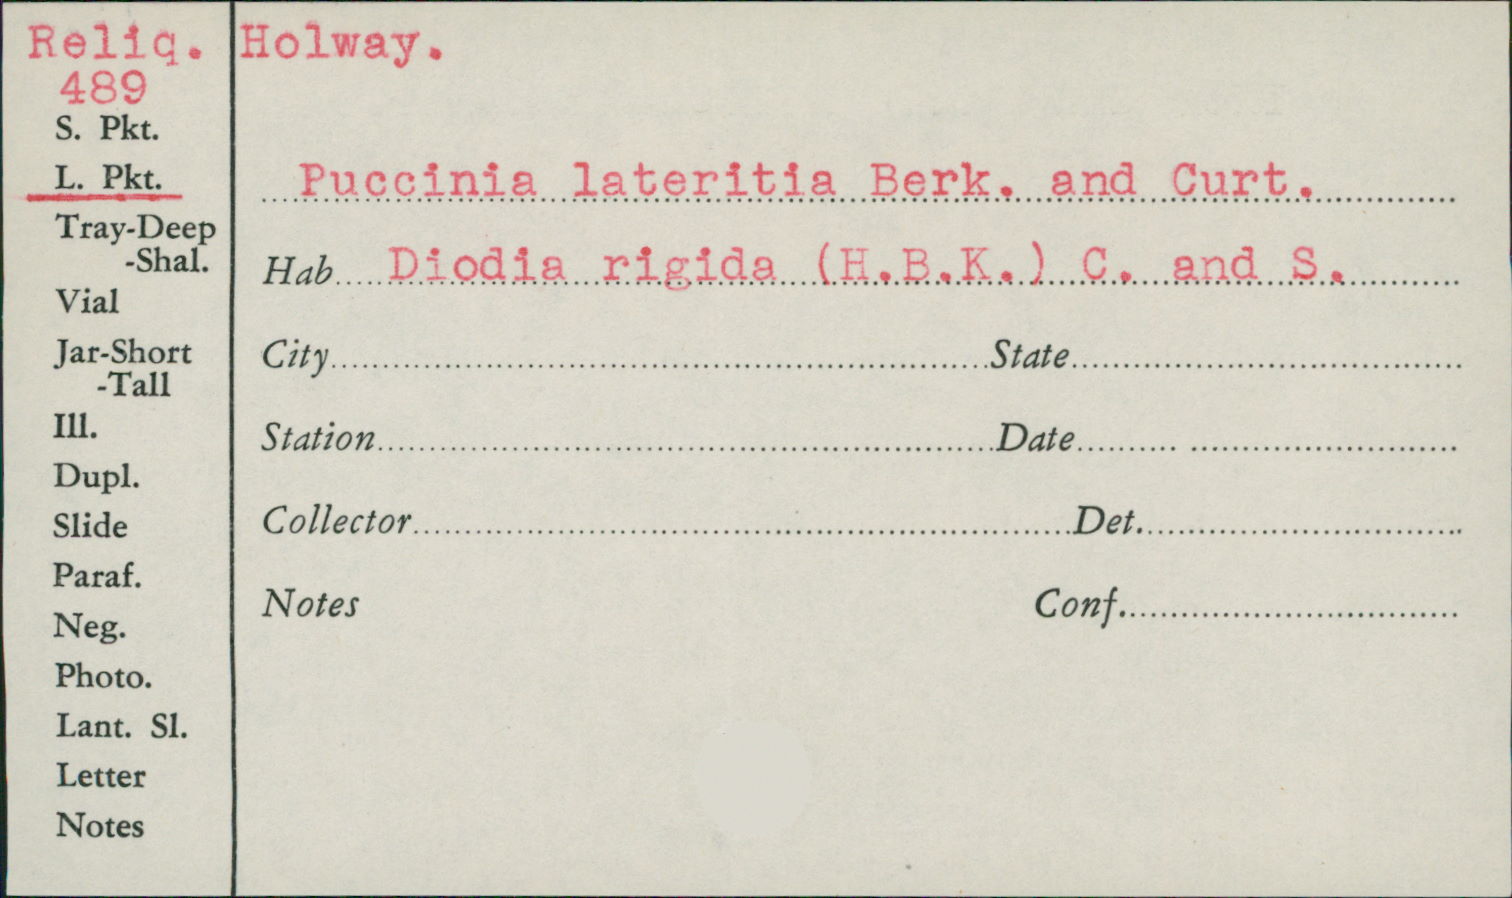 Reliq. Holway.
489
S. Pkt.
L. Pkt.
Puccinia lateritia Berk. and Curt.
Tray-Deep
-Shal.
Hab Diodia rigida (H.B.K.) C. and S.
Vial
Jar-Short
-Tall
City State
Ill.
Station Date
Dupl.
Slide
Collector Det.
Paraf.
Notes Conf.
Neg.
Photo.
Lant. Sl.
Letter
Notes